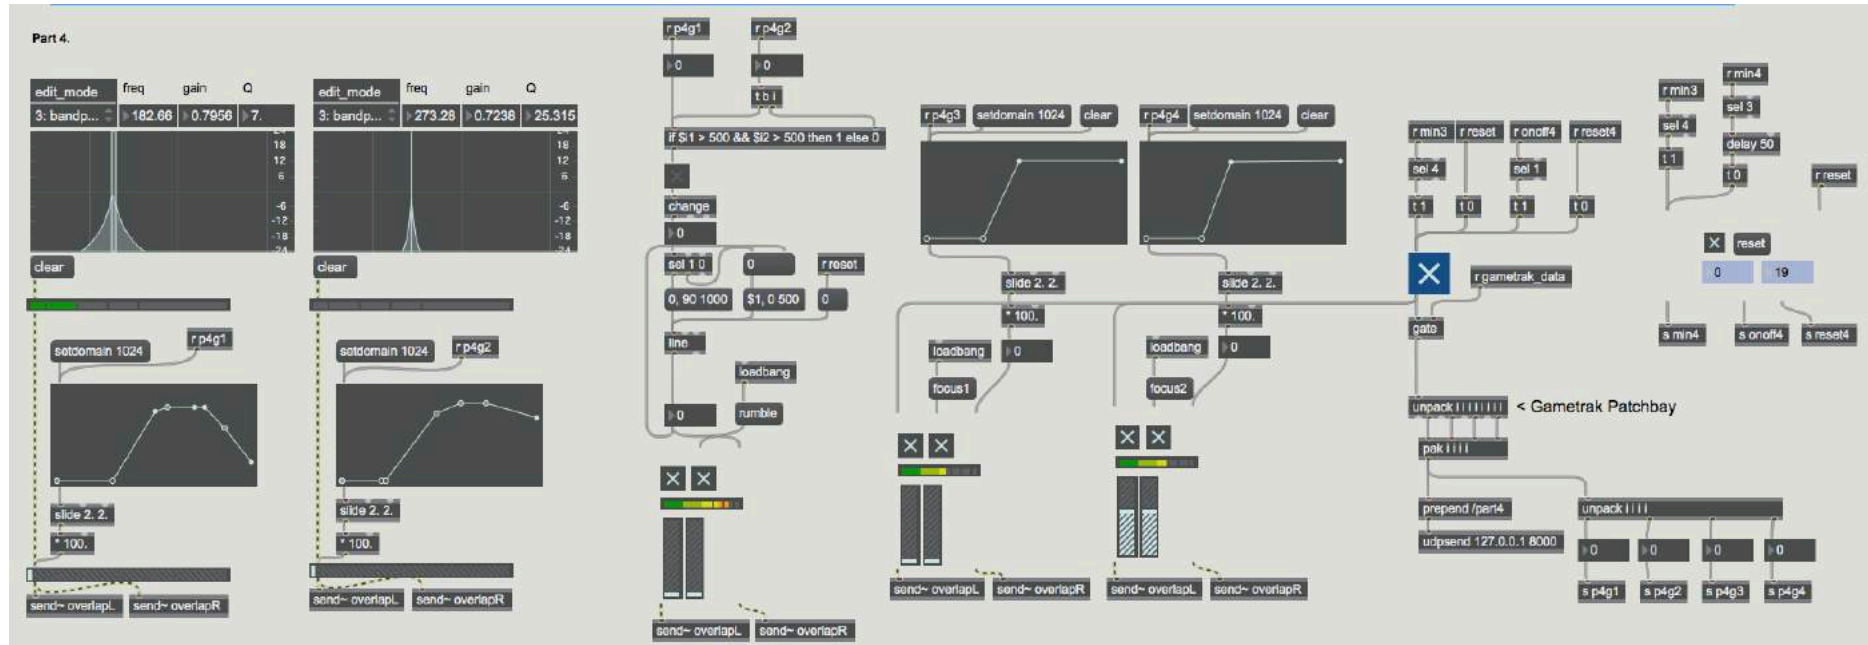 Part 4.
edit_mode freq gain Q
3: bandp... 182.66 0.7956 7.
24
18
12
6
-6
-12
-18
-24
clear
setdomain 1024
r p4g1
slide 2. 2.
* 100.
send~ overlapL
send~ overlapR
edit_mode freq gain Q
3: bandp... 273.28 0.7238 25.315
24
18
12
6
-6
-12
-18
-24
clear
setdomain 1024
r p4g2
slide 2. 2.
* 100.
send~ overlapL
send~ overlapR
r p4g1
r p4g2
0
0
t b i
if $i1 > 500 && $i2 > 500 then 1 else 0
change
0
sel 1 0
0
r reset
0, 90 1000
$1, 0 500
0
line
loadbang
0
rumble
send~ overlapL
send~ overlapR
r p4g3
setdomain 1024
clear
slide 2. 2.
* 100.
loadbang
0
focus1
send~ overlapL
send~ overlapR
r p4g4
setdomain 1024
clear
slide 2. 2.
* 100.
loadbang
0
focus2
send~ overlapL
send~ overlapR
r min3
r reset
r onoff4
r reset4
sel 4
sel 1
t 1
t 0
t 1
t 0
r gametrak_data
gate
unpack i i i i i i i i
< Gametrak Patchbay
pak i i i i
prepend /part4
unpack i i i i
udpsend 127.0.0.1 8000
0
0
0
0
s p4g1
s p4g2
s p4g3
s p4g4
r min3
r min4
sel 4
sel 3
delay 50
t 1
t 0
r reset
reset
0
19
s min4
s onoff4
s reset4